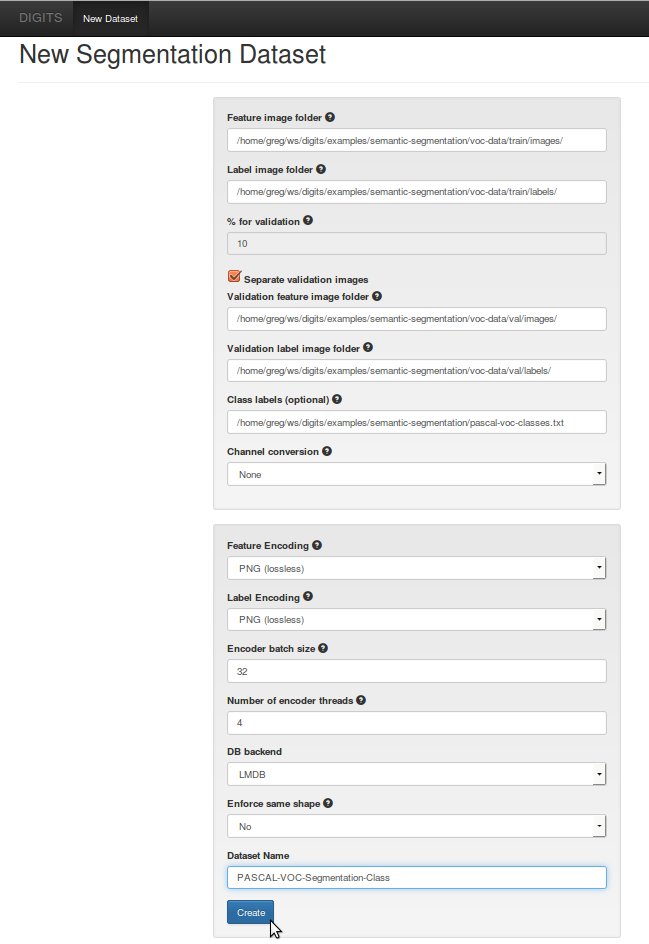 DIGITS New Dataset
New Segmentation Dataset
Feature image folder
/home/greg/ws/digits/examples/semantic-segmentation/voc-data/train/images/
Label image folder
/home/greg/ws/digits/examples/semantic-segmentation/voc-data/train/labels/
% for validation
10
Separate validation images
Validation feature image folder
/home/greg/ws/digits/examples/semantic-segmentation/voc-data/val/images/
Validation label image folder
/home/greg/ws/digits/examples/semantic-segmentation/voc-data/val/labels/
Class labels (optional)
/home/greg/ws/digits/examples/semantic-segmentation/pascal-voc-classes.txt
Channel conversion
None
Feature Encoding
PNG (lossless)
Label Encoding
PNG (lossless)
Encoder batch size
32
Number of encoder threads
4
DB backend
LMDB
Enforce same shape
No
Dataset Name
PASCAL-VOC-Segmentation-Class
Create